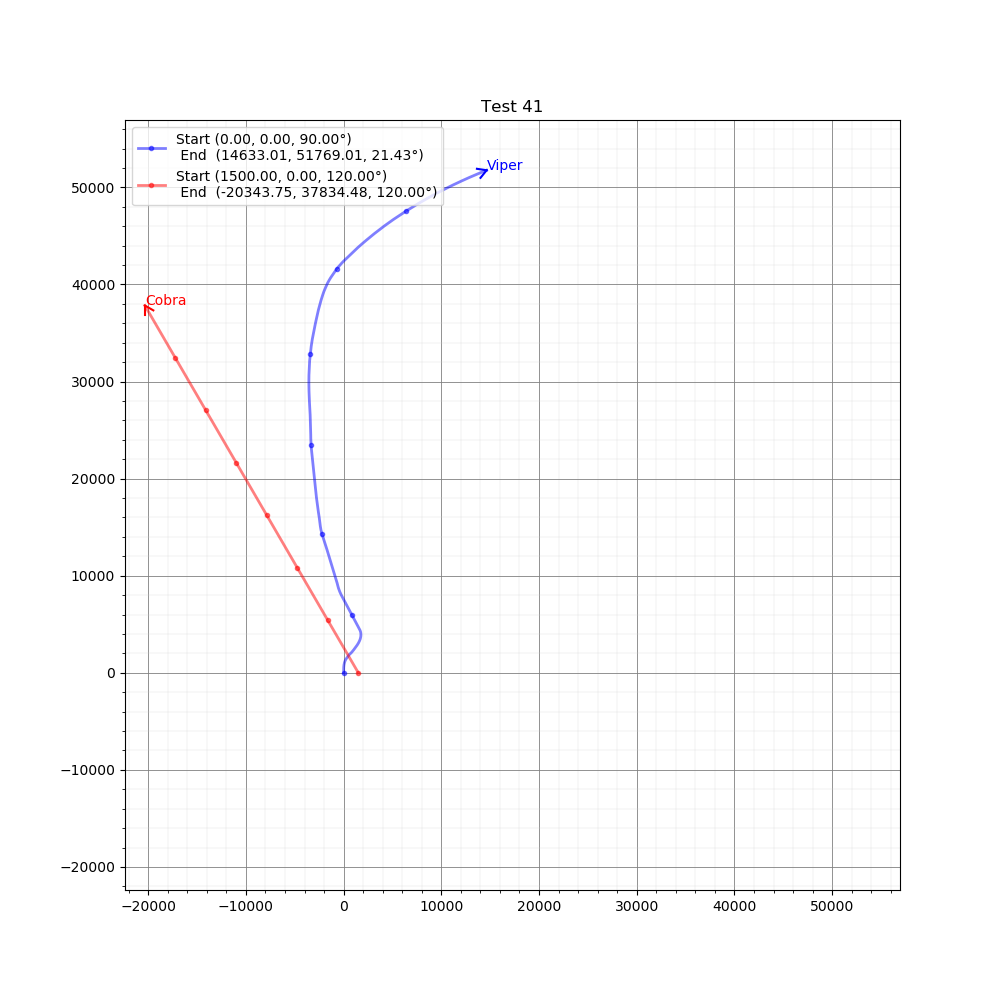 Test 41
Start (0.00, 0.00, 90.00°)
End (14633.01, 51769.01, 21.43°)
Start (1500.00, 0.00, 120.00°)
End (-20343.75, 37834.48, 120.00°)
Viper
Cobra
50000
40000
30000
20000
10000
0
−10000
−20000
−20000 −10000 0 10000 20000 30000 40000 50000